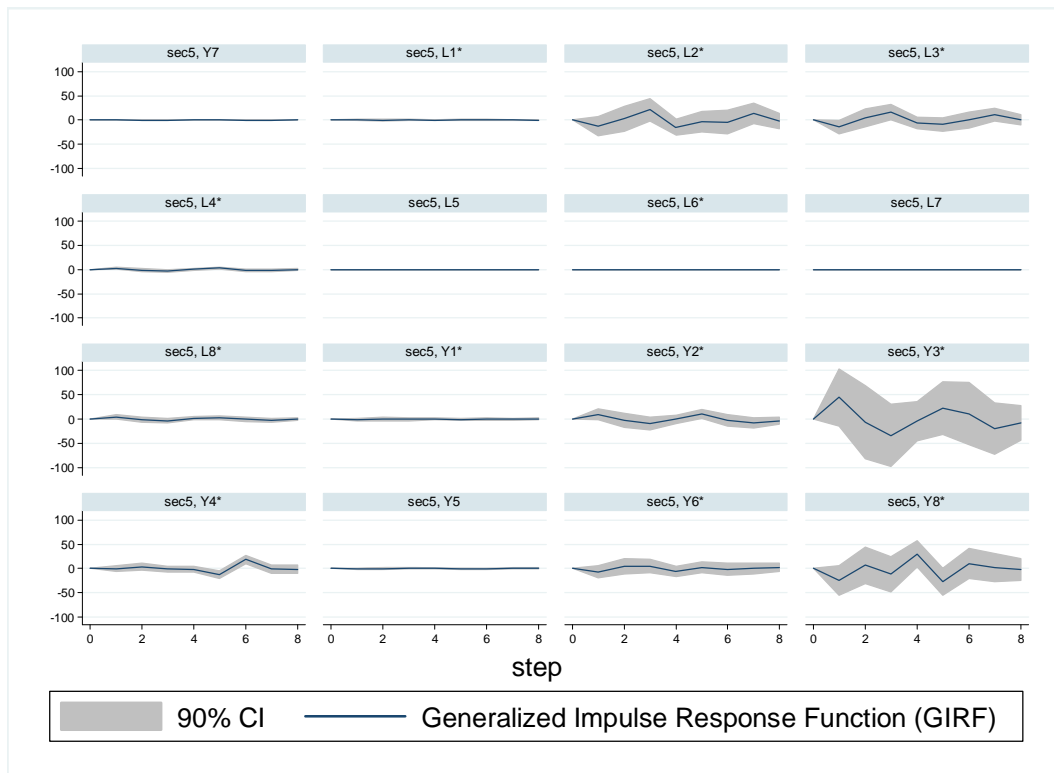 sec5, Y7 sec5, L1* sec5, L2* sec5, L3*
100
50
0
-50
-100
sec5, L4* sec5, L5 sec5, L6* sec5, L7
100
50
0
-50
-100
sec5, L8* sec5, Y1* sec5, Y2* sec5, Y3*
100
50
0
-50
-100
sec5, Y4* sec5, Y5 sec5, Y6* sec5, Y8*
100
50
0
-50
-100
0 2 4 6 8 0 2 4 6 8 0 2 4 6 8 0 2 4 6 8
step
90% CI Generalized Impulse Response Function (GIRF)